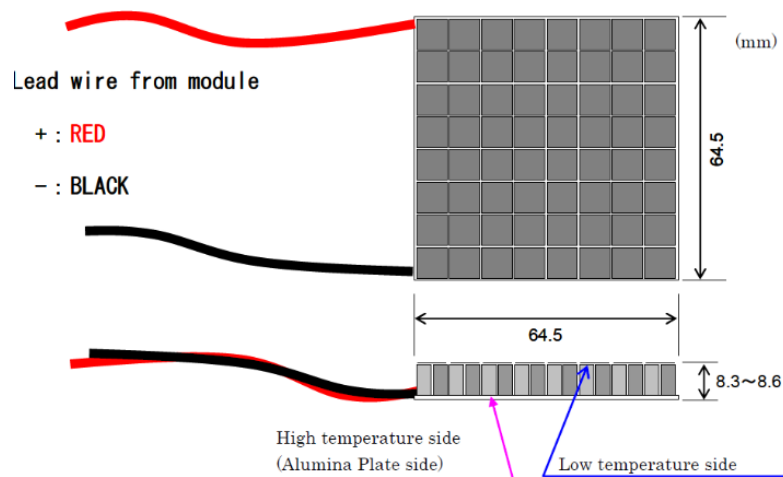 (mm)
Lead wire from module
+ : RED
- : BLACK
64.5
64.5
8.3～8.6
High temperature side
(Alumina Plate side)
Low temperature side